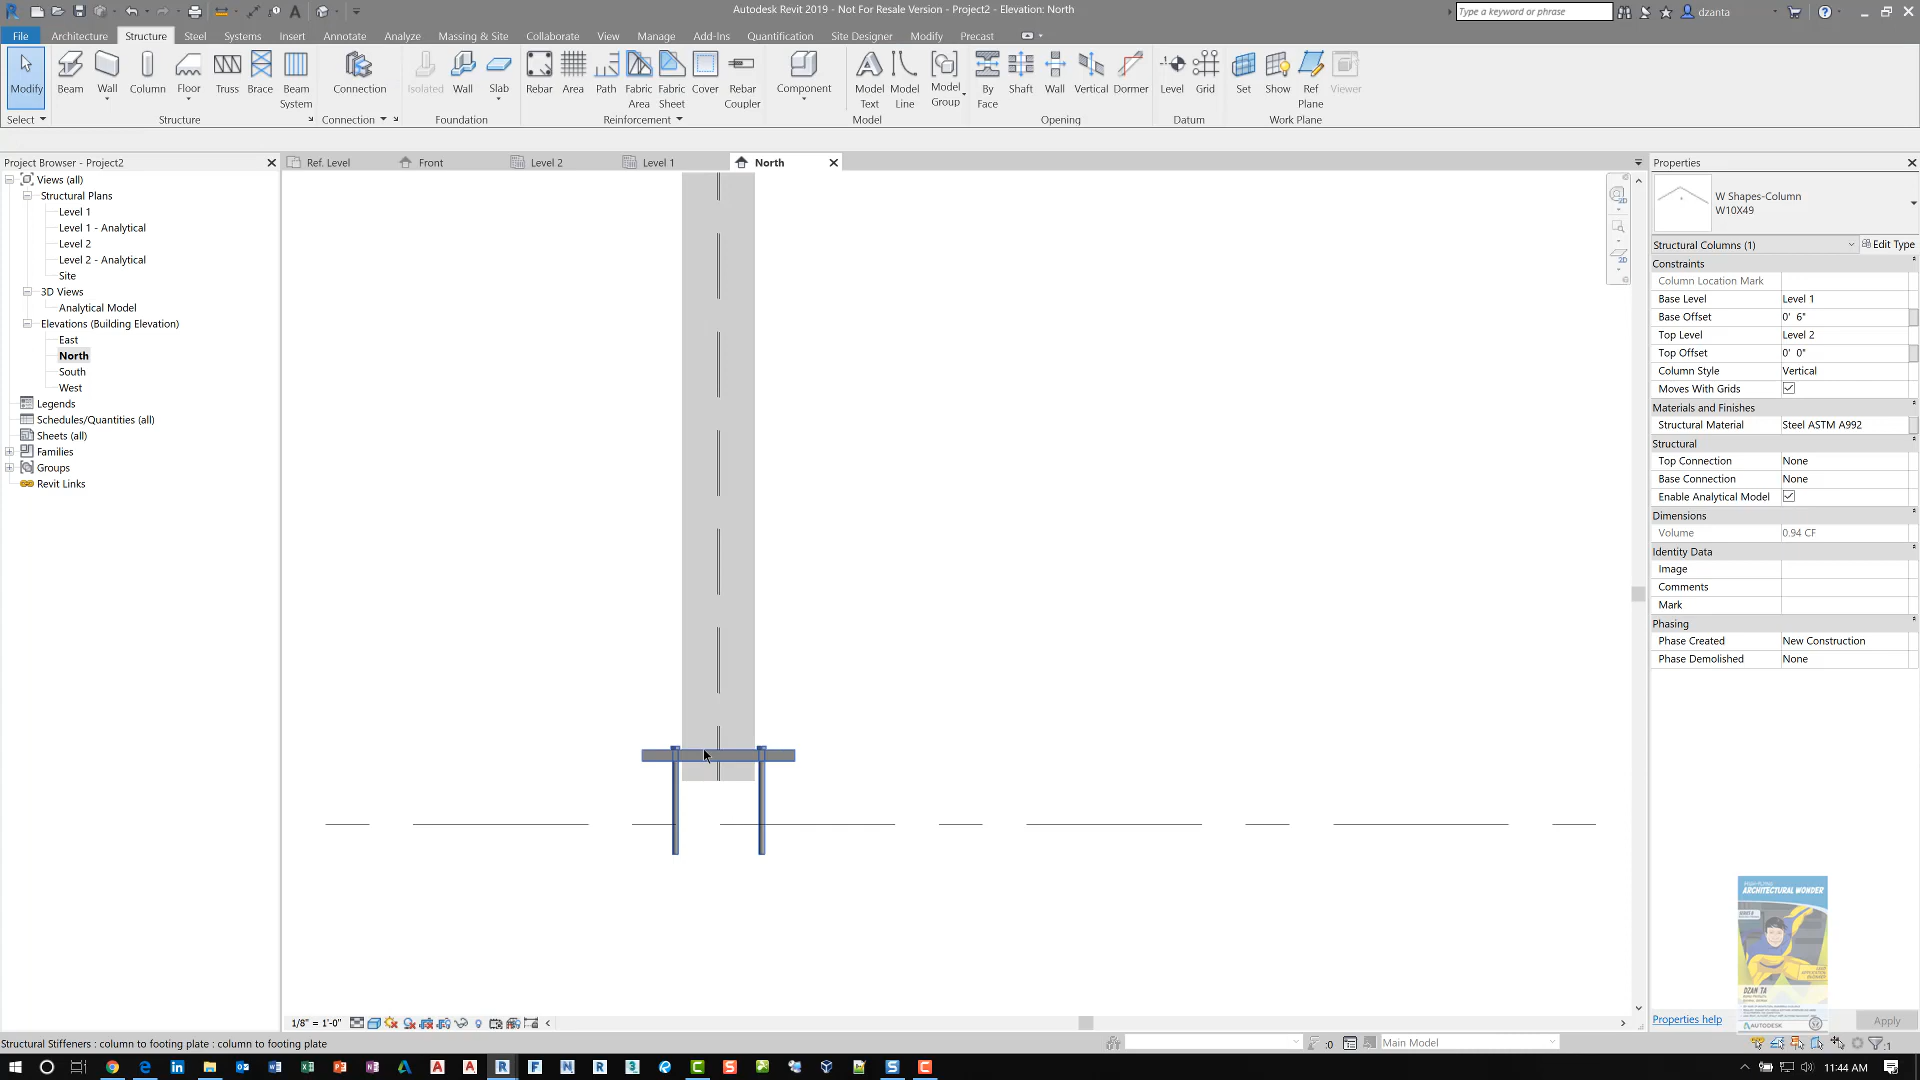 Autodesk Revit 2019 - Not For Resale Version - Project2 - Elevation: North
Type a keyword or phrase
dzanta
File Architecture Structure Steel Systems Insert Annotate Analyze Massing & Site Collaborate View Manage Add-Ins Quantification Site Designer Modify Precast
Modify Beam Wall Column Floor Truss Brace Beam System Connection Isolated Wall Slab Rebar Area Path Fabric Area Fabric Sheet Cover Rebar Coupler Component Model Text Model Line Model Group By Face Shaft Wall Vertical Dormer Level Grid Set Show Ref Plane Viewer
Select Structure Connection Foundation Reinforcement Model Opening Datum Work Plane
Project Browser - Project2
Ref. Level Front Level 2 Level 1 North
Views (all)
Structural Plans
Level 1
Level 1 - Analytical
Level 2
Level 2 - Analytical
Site
3D Views
Analytical Model
Elevations (Building Elevation)
East
North
South
West
Legends
Schedules/Quantities (all)
Sheets (all)
Families
Groups
Revit Links
2D
2D
Properties
W Shapes-Column
W10X49
Structural Columns (1) Edit Type
Constraints
Column Location Mark
Base Level Level 1
Base Offset 0' 6"
Top Level Level 2
Top Offset 0' 0"
Column Style Vertical
Moves With Grids
Materials and Finishes
Structural Material Steel ASTM A992
Structural
Top Connection None
Base Connection None
Enable Analytical Model
Dimensions
Volume 0.94 CF
Identity Data
Image
Comments
Mark
Phasing
Phase Created New Construction
Phase Demolished None
ARCHITECTURAL WONDER
DZAN TA
AUTODESK
Properties help Apply
1/8" = 1'-0"
Structural Stiffeners : column to footing plate : column to footing plate
:0
Main Model
:1
11:44 AM